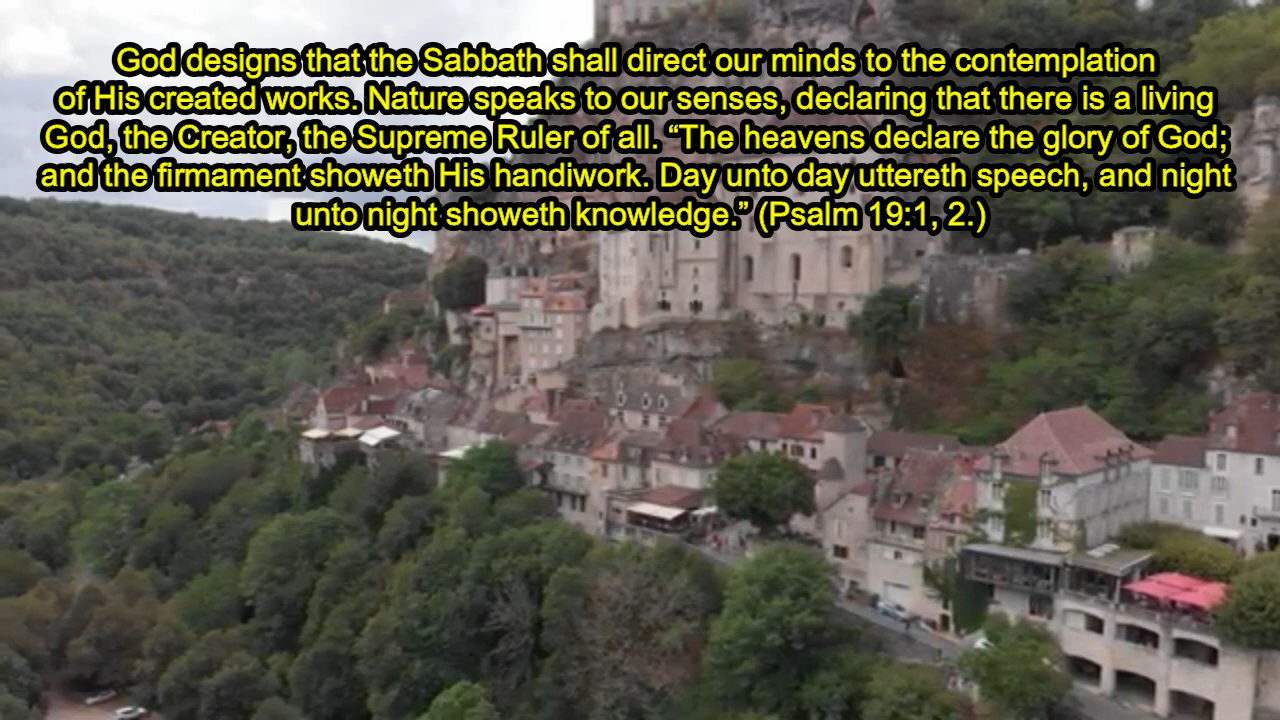 God designs that the Sabbath shall direct our minds to the contemplation
of His created works. Nature speaks to our senses, declaring that there is a living
God, the Creator, the Supreme Ruler of all. “The heavens declare the glory of God;
and the firmament showeth His handiwork. Day unto day uttereth speech, and night
unto night showeth knowledge.” (Psalm 19:1, 2.)